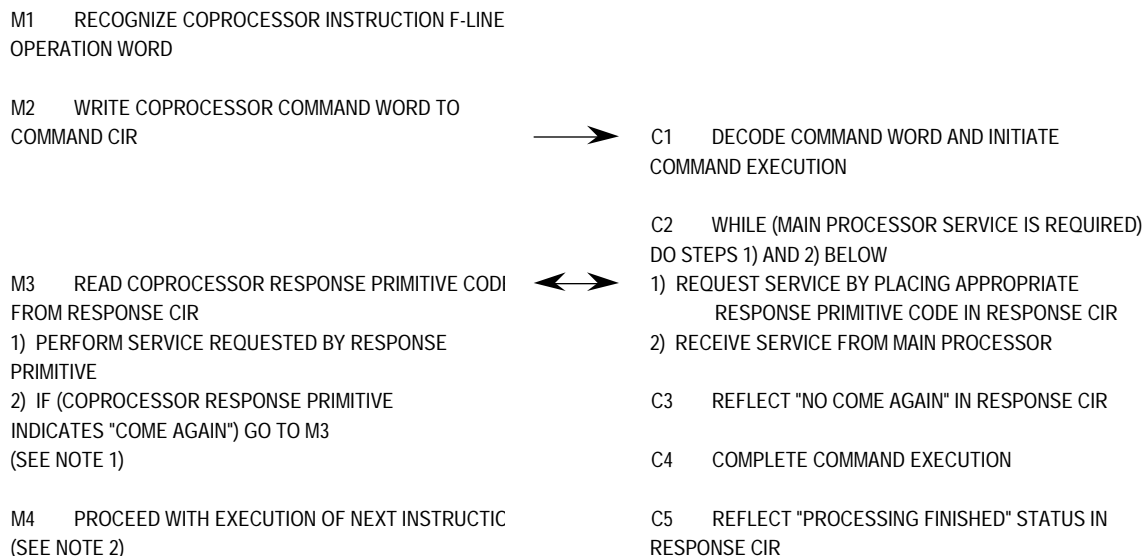 M1 RECOGNIZE COPROCESSOR INSTRUCTION F-LINE
OPERATION WORD
M2 WRITE COPROCESSOR COMMAND WORD TO
COMMAND CIR
M3 READ COPROCESSOR RESPONSE PRIMITIVE CODI
FROM RESPONSE CIR
1) PERFORM SERVICE REQUESTED BY RESPONSE
PRIMITIVE
2) IF (COPROCESSOR RESPONSE PRIMITIVE
INDICATES "COME AGAIN") GO TO M3
(SEE NOTE 1)
M4 PROCEED WITH EXECUTION OF NEXT INSTRUCTIC
(SEE NOTE 2)
C1 DECODE COMMAND WORD AND INITIATE
COMMAND EXECUTION
C2 WHILE (MAIN PROCESSOR SERVICE IS REQUIRED)
DO STEPS 1) AND 2) BELOW
1) REQUEST SERVICE BY PLACING APPROPRIATE
RESPONSE PRIMITIVE CODE IN RESPONSE CIR
2) RECEIVE SERVICE FROM MAIN PROCESSOR
C3 REFLECT "NO COME AGAIN" IN RESPONSE CIR
C4 COMPLETE COMMAND EXECUTION
C5 REFLECT "PROCESSING FINISHED" STATUS IN
RESPONSE CIR